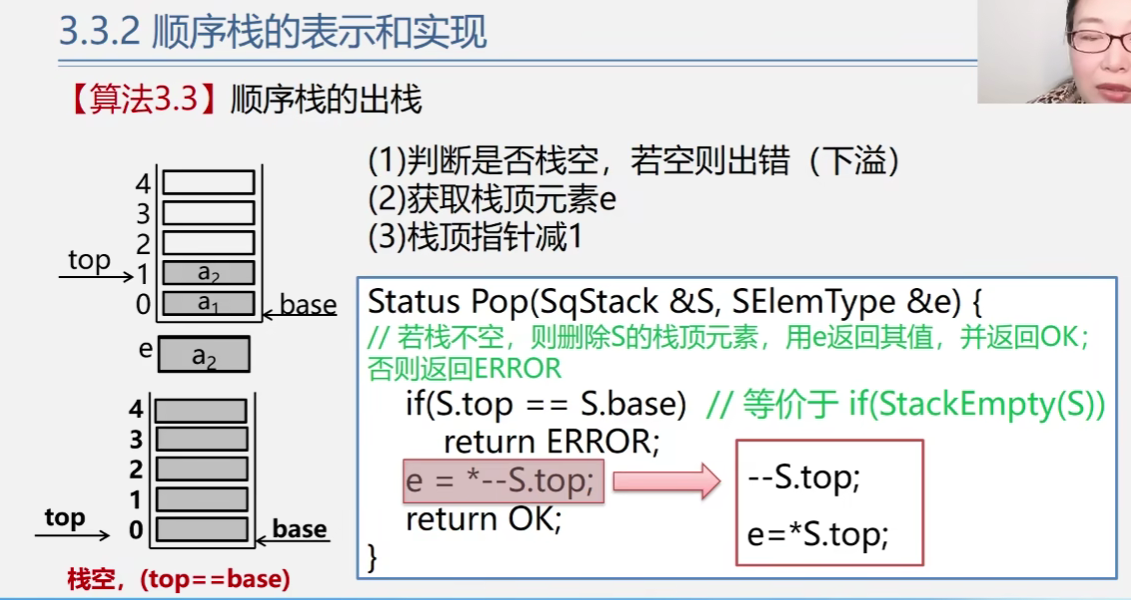 3.3.2 顺序栈的表示和实现
【算法3.3】顺序栈的出栈
(1)判断是否栈空，若空则出错（下溢）
(2)获取栈顶元素e
(3)栈顶指针减1
4
3
2
top
1
a2
0
a1
base
e
a2
4
3
2
1
top
0
base
栈空，(top==base)
Status Pop(SqStack &S, SElemType &e) {
// 若栈不空，则删除S的栈顶元素，用e返回其值，并返回OK；
否则返回ERROR
if(S.top == S.base) // 等价于 if(StackEmpty(S))
return ERROR;
e = *--S.top;
return OK;
}
--S.top;
e=*S.top;